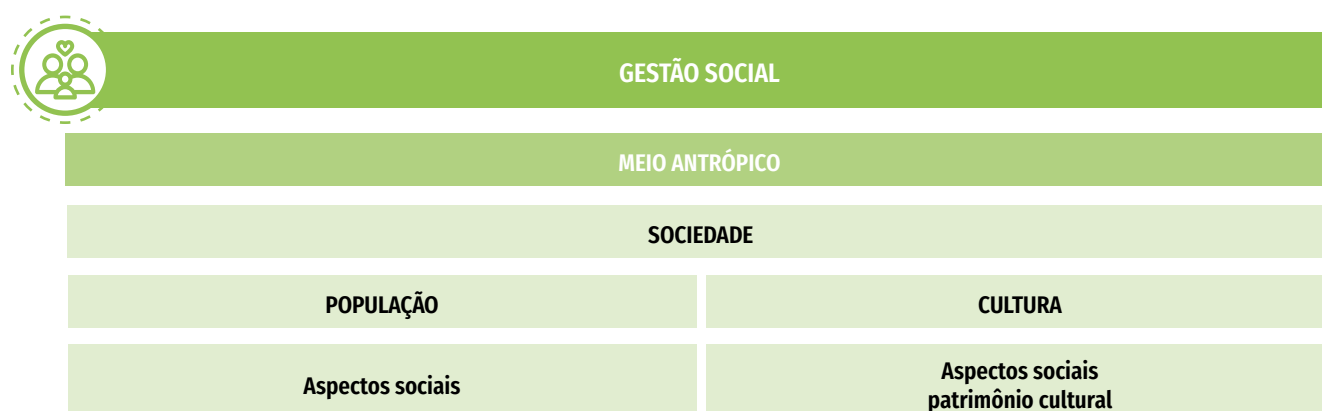 GESTÃO SOCIAL
MEIO ANTRÓPICO
SOCIEDADE
POPULAÇÃO
CULTURA
Aspectos sociais
Aspectos sociais
patrimônio cultural